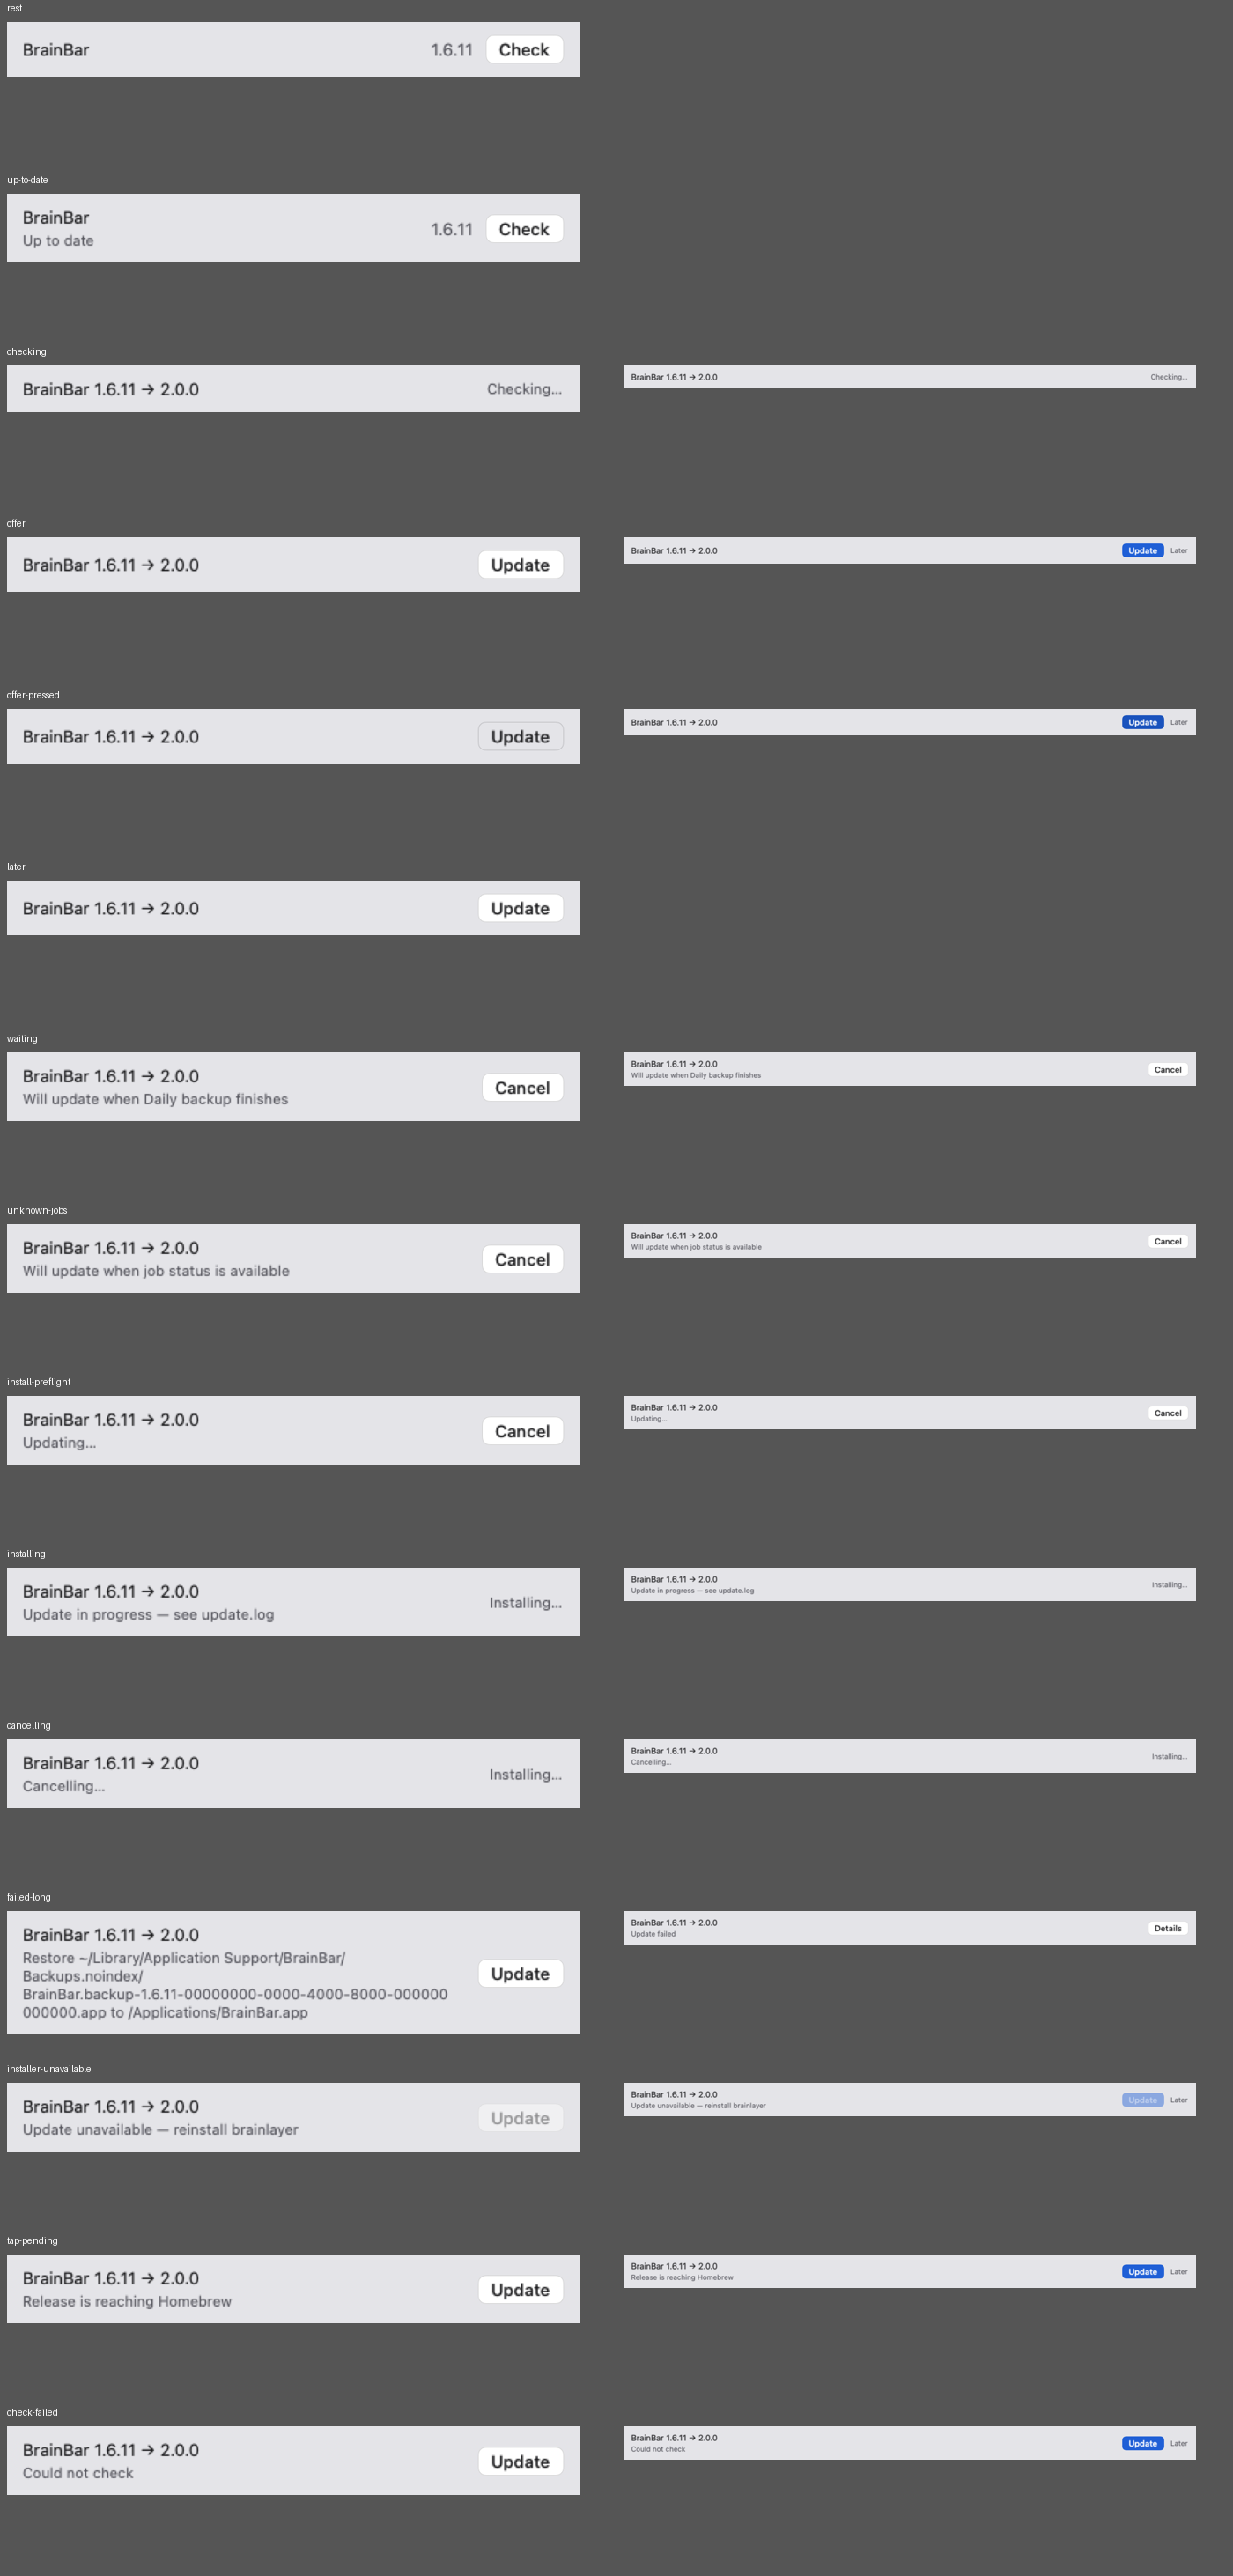 rest
BrainBar 1.6.11 Check
up-to-date
BrainBar
Up to date
1.6.11 Check
checking
BrainBar 1.6.11 → 2.0.0 Checking...
BrainBar 1.6.11 → 2.0.0 Checking...
offer
BrainBar 1.6.11 → 2.0.0 Update
BrainBar 1.6.11 → 2.0.0 Update Later
offer-pressed
BrainBar 1.6.11 → 2.0.0 Update
BrainBar 1.6.11 → 2.0.0 Update Later
later
BrainBar 1.6.11 → 2.0.0 Update
waiting
BrainBar 1.6.11 → 2.0.0
Will update when Daily backup finishes
Cancel
BrainBar 1.6.11 → 2.0.0
Will update when Daily backup finishes
Cancel
unknown-jobs
BrainBar 1.6.11 → 2.0.0
Will update when job status is available
Cancel
BrainBar 1.6.11 → 2.0.0
Will update when job status is available
Cancel
install-preflight
BrainBar 1.6.11 → 2.0.0
Updating...
Cancel
BrainBar 1.6.11 → 2.0.0
Updating...
Cancel
installing
BrainBar 1.6.11 → 2.0.0
Update in progress — see update.log
Installing...
BrainBar 1.6.11 → 2.0.0
Update in progress — see update.log
Installing...
cancelling
BrainBar 1.6.11 → 2.0.0
Cancelling...
Installing...
BrainBar 1.6.11 → 2.0.0
Cancelling...
Installing...
failed-long
BrainBar 1.6.11 → 2.0.0
Restore ~/Library/Application Support/BrainBar/
Backups.noindex/
BrainBar.backup-1.6.11-00000000-0000-4000-8000-000000
000000.app to /Applications/BrainBar.app
Update
BrainBar 1.6.11 → 2.0.0
Update failed
Details
installer-unavailable
BrainBar 1.6.11 → 2.0.0
Update unavailable — reinstall brainlayer
Update
BrainBar 1.6.11 → 2.0.0
Update unavailable — reinstall brainlayer
Update Later
tap-pending
BrainBar 1.6.11 → 2.0.0
Release is reaching Homebrew
Update
BrainBar 1.6.11 → 2.0.0
Release is reaching Homebrew
Update Later
check-failed
BrainBar 1.6.11 → 2.0.0
Could not check
Update
BrainBar 1.6.11 → 2.0.0
Could not check
Update Later